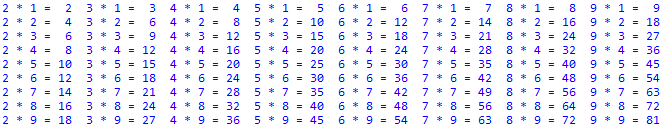 2 * 1 =  2  3 * 1 =  3  4 * 1 =  4  5 * 1 =  5  6 * 1 =  6  7 * 1 =  7  8 * 1 =  8  9 * 1 =  9
2 * 2 =  4  3 * 2 =  6  4 * 2 =  8  5 * 2 = 10  6 * 2 = 12  7 * 2 = 14  8 * 2 = 16  9 * 2 = 18
2 * 3 =  6  3 * 3 =  9  4 * 3 = 12  5 * 3 = 15  6 * 3 = 18  7 * 3 = 21  8 * 3 = 24  9 * 3 = 27
2 * 4 =  8  3 * 4 = 12  4 * 4 = 16  5 * 4 = 20  6 * 4 = 24  7 * 4 = 28  8 * 4 = 32  9 * 4 = 36
2 * 5 = 10  3 * 5 = 15  4 * 5 = 20  5 * 5 = 25  6 * 5 = 30  7 * 5 = 35  8 * 5 = 40  9 * 5 = 45
2 * 6 = 12  3 * 6 = 18  4 * 6 = 24  5 * 6 = 30  6 * 6 = 36  7 * 6 = 42  8 * 6 = 48  9 * 6 = 54
2 * 7 = 14  3 * 7 = 21  4 * 7 = 28  5 * 7 = 35  6 * 7 = 42  7 * 7 = 49  8 * 7 = 56  9 * 7 = 63
2 * 8 = 16  3 * 8 = 24  4 * 8 = 32  5 * 8 = 40  6 * 8 = 48  7 * 8 = 56  8 * 8 = 64  9 * 8 = 72
2 * 9 = 18  3 * 9 = 27  4 * 9 = 36  5 * 9 = 45  6 * 9 = 54  7 * 9 = 63  8 * 9 = 72  9 * 9 = 81